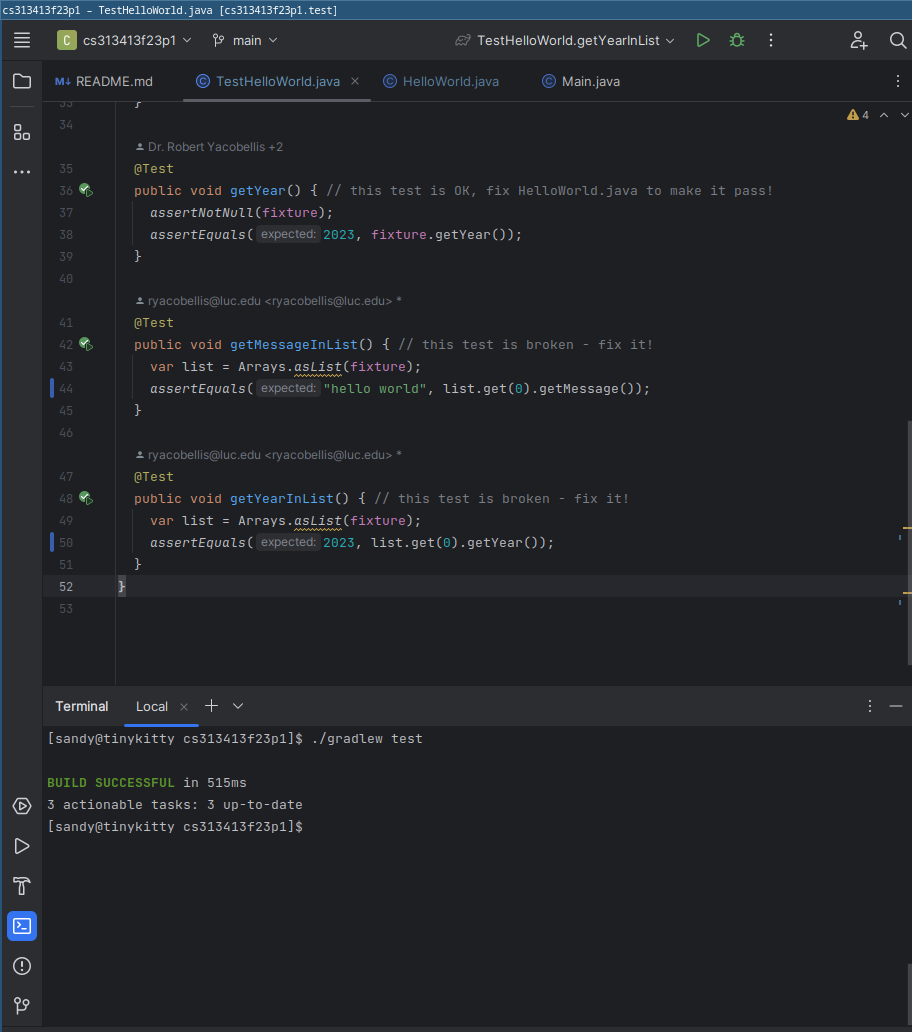 cs313413f23p1 – TestHelloWorld.java [cs313413f23p1.test]
C cs313413f23p1 main TestHelloWorld.getYearInList
M↓ README.md TestHelloWorld.java HelloWorld.java Main.java
33 }
34 4
Dr. Robert Yacobellis +2
35 @Test
36 public void getYear() { // this test is OK, fix HelloWorld.java to make it pass!
37 assertNotNull(fixture);
38 assertEquals( expected: 2023, fixture.getYear());
39 }
40
ryacobellis@luc.edu <ryacobellis@luc.edu> *
41 @Test
42 public void getMessageInList() { // this test is broken - fix it!
43 var list = Arrays.asList(fixture);
44 assertEquals( expected: "hello world", list.get(0).getMessage());
45 }
46
ryacobellis@luc.edu <ryacobellis@luc.edu> *
47 @Test
48 public void getYearInList() { // this test is broken - fix it!
49 var list = Arrays.asList(fixture);
50 assertEquals( expected: 2023, list.get(0).getYear());
51 }
52 }
53
Terminal Local
[sandy@tinykitty cs313413f23p1]$ ./gradlew test
BUILD SUCCESSFUL in 515ms
3 actionable tasks: 3 up-to-date
[sandy@tinykitty cs313413f23p1]$